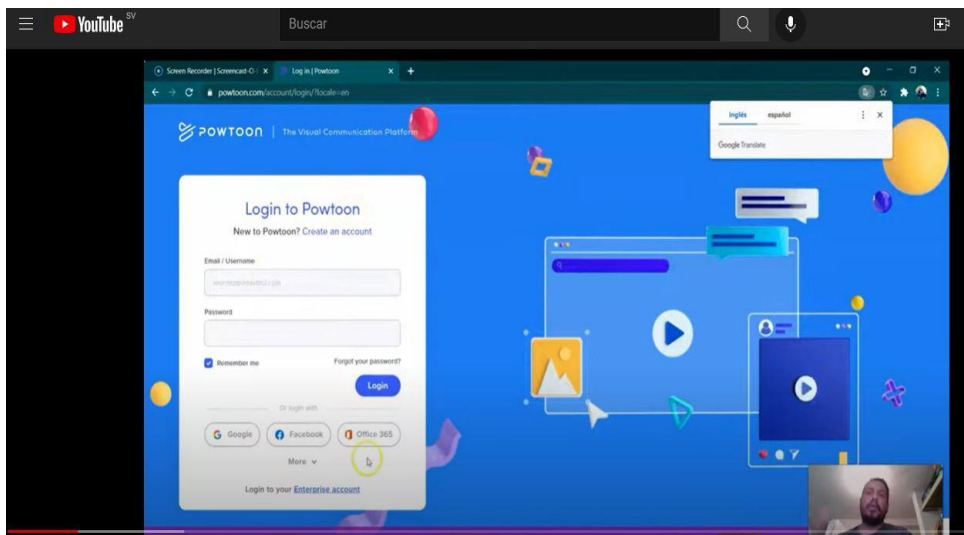 YouTube SV
Buscar
Screen Recorder | Screencast-O-
Log in | Powtoon
powtoon.com/account/login/?locale=en
inglés español
Google Translate
POWTOON | The Visual Communication Platform
Login to Powtoon
New to Powtoon? Create an account
Email / Username
Password
Remember me
Forgot your password?
Login
Or login with
Google
Facebook
Office 365
More
Login to your Enterprise account